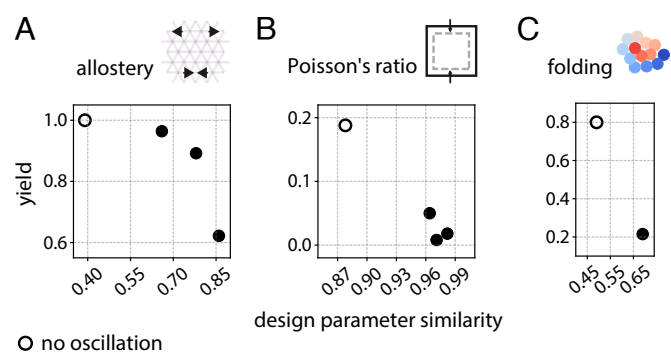 A
allostery
B
Poisson's ratio
C
folding
yield
1.0
0.8
0.6
0.40
0.55
0.70
0.85
0.2
0.1
0.0
0.87
0.90
0.93
0.96
0.99
0.8
0.6
0.4
0.2
0.45
0.55
0.65
design parameter similarity
no oscillation